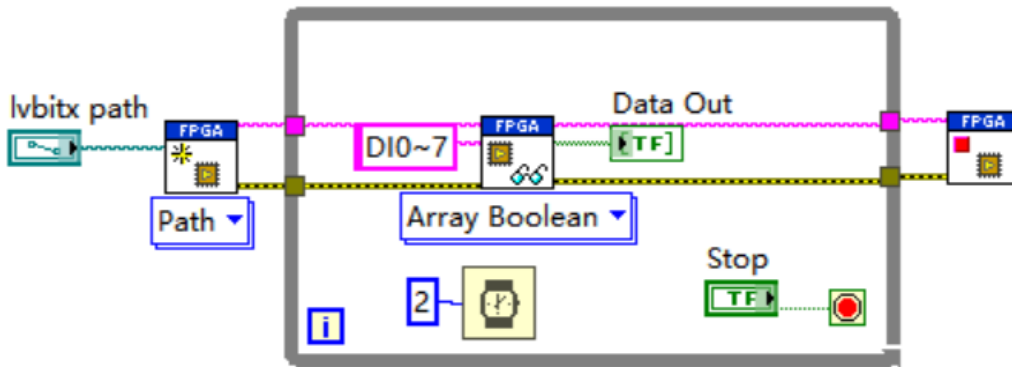 lvbitx path
FPGA
Path
DI0~7
FPGA
Array Boolean
Data Out
[TF]
FPGA
2
i
Stop
TF